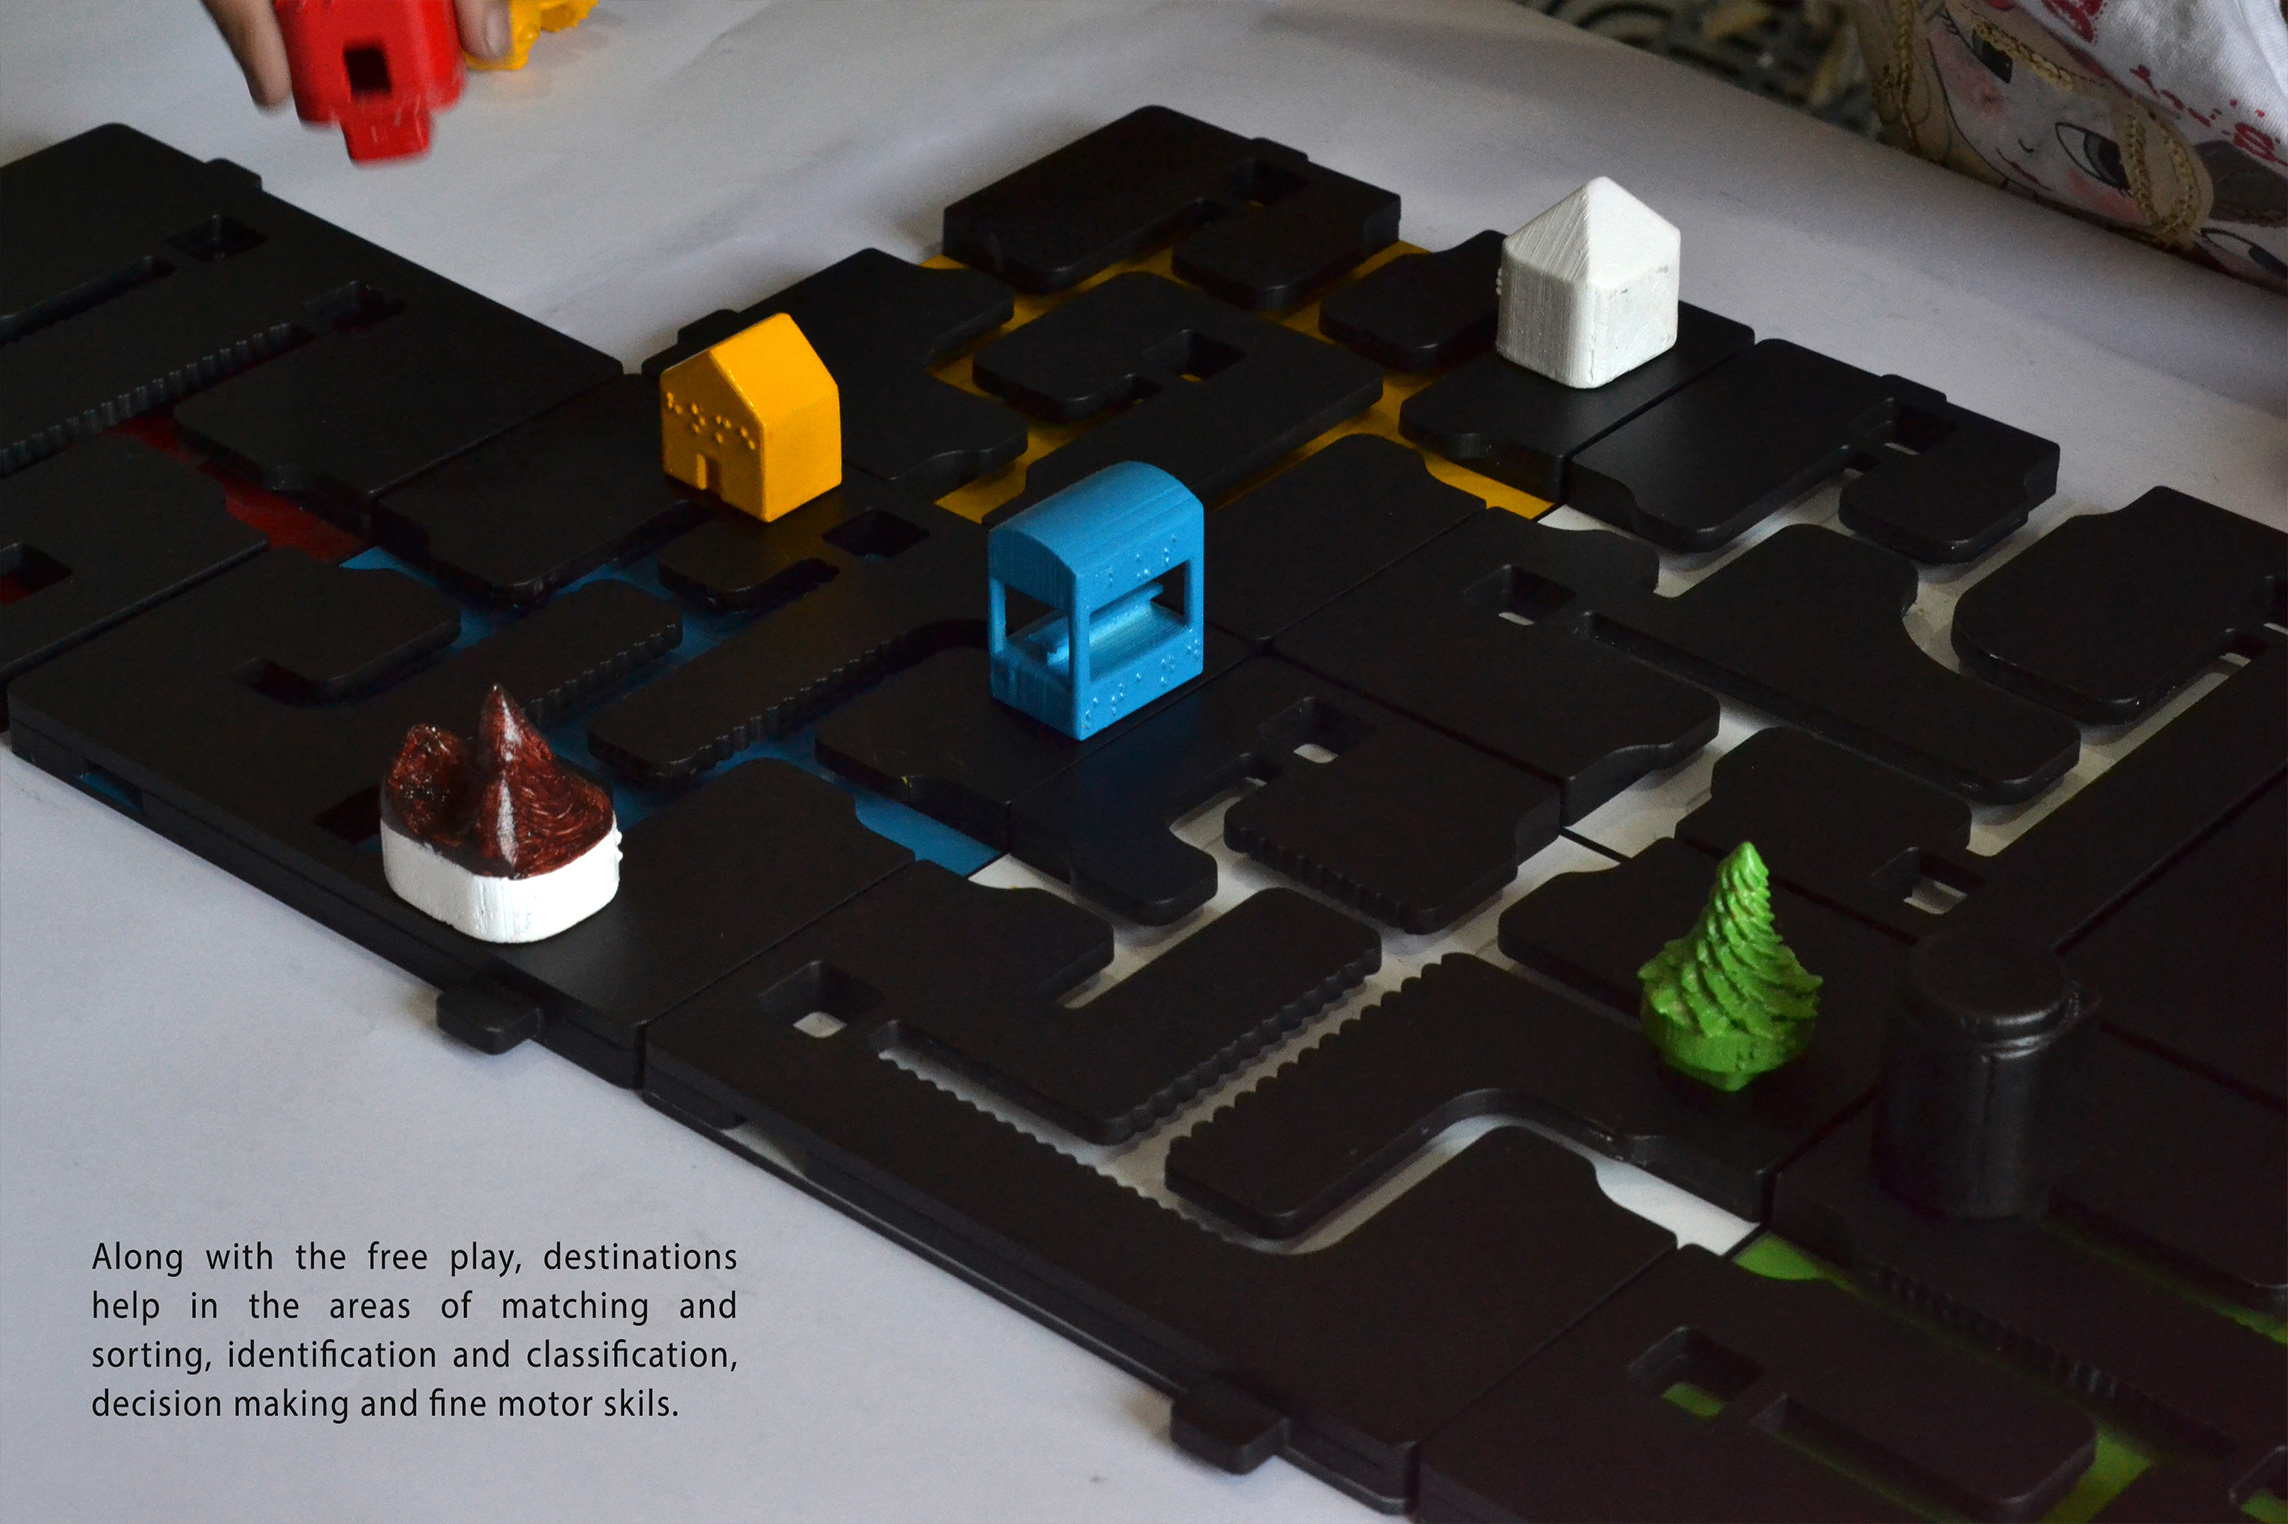 Along with the free play, destinations
help in the areas of matching and
sorting, identification and classification,
decision making and fine motor skils.